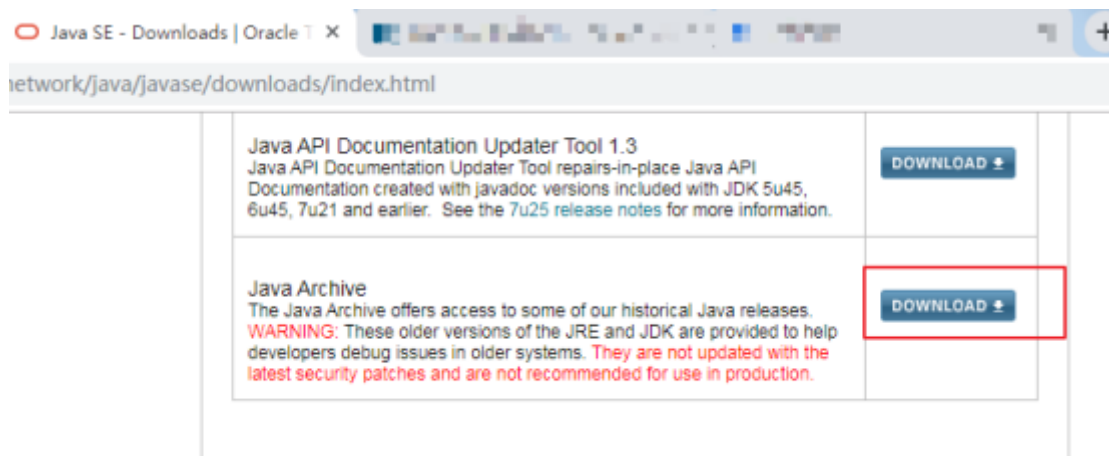 Java SE - Downloads | Oracle T
network/java/javase/downloads/index.html
Java API Documentation Updater Tool 1.3
Java API Documentation Updater Tool repairs-in-place Java API
Documentation created with javadoc versions included with JDK 5u45,
6u45, 7u21 and earlier. See the 7u25 release notes for more information.
DOWNLOAD
Java Archive
The Java Archive offers access to some of our historical Java releases.
WARNING: These older versions of the JRE and JDK are provided to help
developers debug issues in older systems. They are not updated with the
latest security patches and are not recommended for use in production.
DOWNLOAD